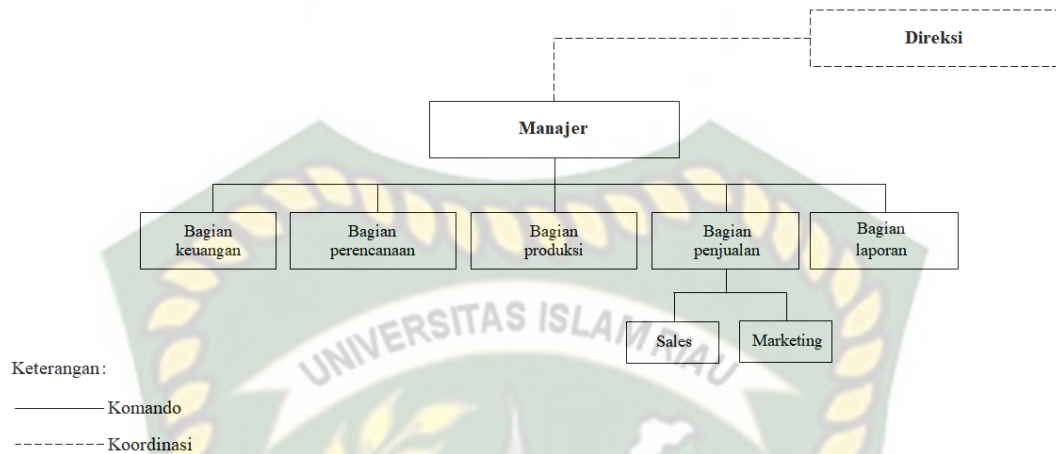 Direksi
Manajer
Bagian
keuangan
Bagian
perencanaan
Bagian
produksi
Bagian
penjualan
Bagian
laporan
Sales
Marketing
UNIVERSITAS ISLAM RIAU
Keterangan:
Komando
Koordinasi